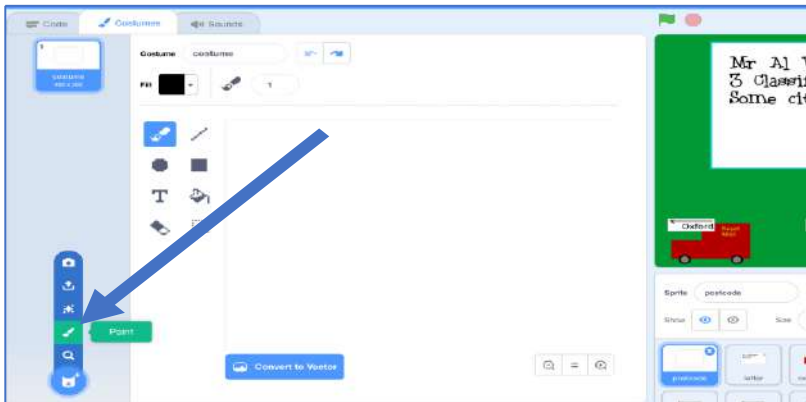 Code Costumes Sounds
1
costume
Costume costume
Fill 1
T
Paint
Convert to Vector
=
Mr Al
3 Classi
Some cit
Oxford
Sprite postcode
Show Size
postcode letter